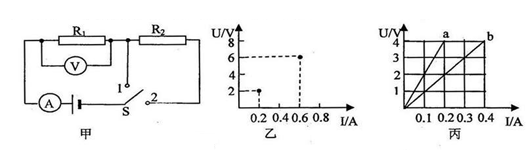 R₁ R₂
V
A
1
S 2
甲
U/V
8
6
4
2
0.2 0.4 0.6 0.8 I/A
乙
U/V
a b
4
3
2
1
0.1 0.2 0.3 0.4 I/A
丙